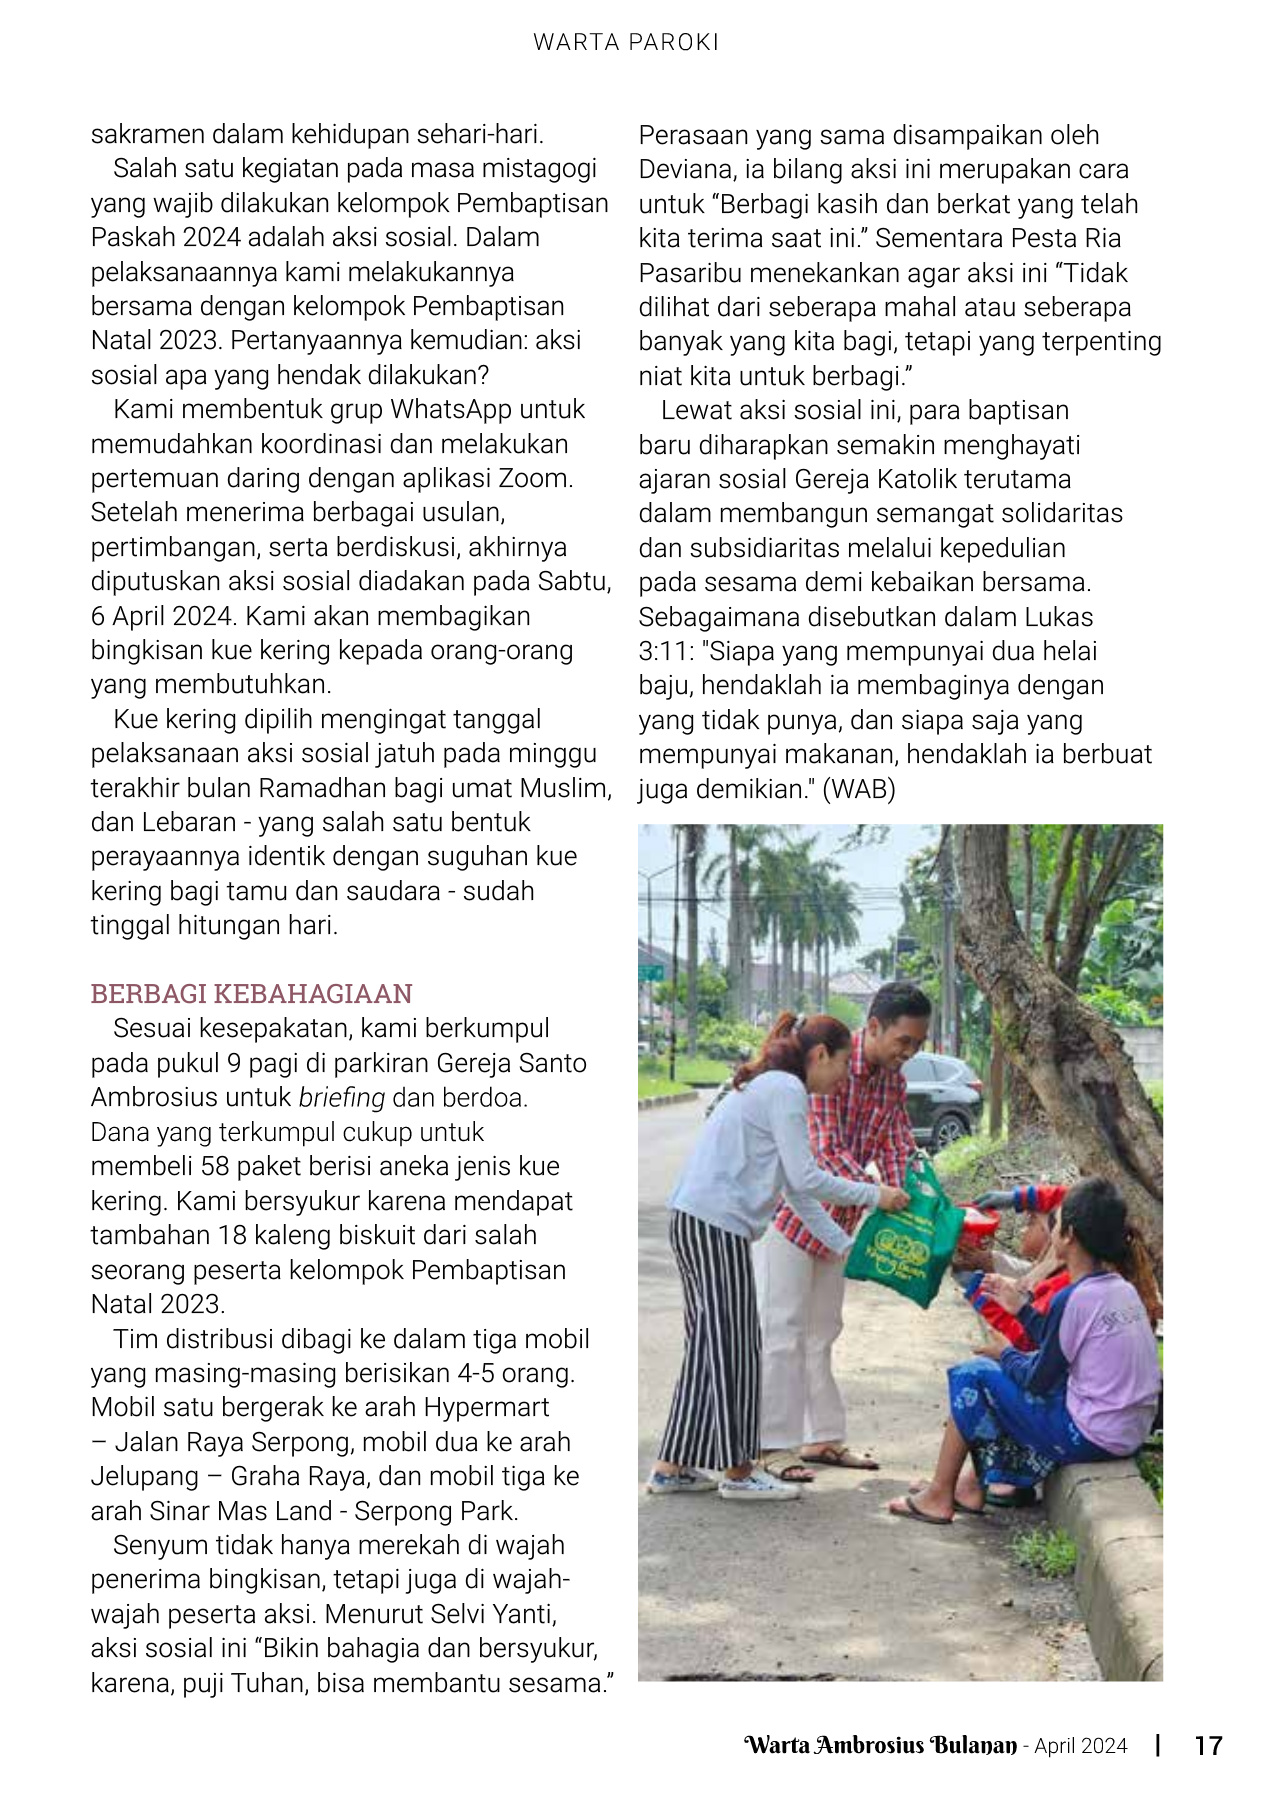 WARTA PAROKI
sakramen dalam kehidupan sehari-hari.
Salah satu kegiatan pada masa mistagogi
yang wajib dilakukan kelompok Pembaptisan
Paskah 2024 adalah aksi sosial. Dalam
pelaksanaannya kami melakukannya
bersama dengan kelompok Pembaptisan
Natal 2023. Pertanyaannya kemudian: aksi
sosial apa yang hendak dilakukan?
Kami membentuk grup WhatsApp untuk
memudahkan koordinasi dan melakukan
pertemuan daring dengan aplikasi Zoom.
Setelah menerima berbagai usulan,
pertimbangan, serta berdiskusi, akhirnya
diputuskan aksi sosial diadakan pada Sabtu,
6 April 2024. Kami akan membagikan
bingkisan kue kering kepada orang-orang
yang membutuhkan.
Kue kering dipilih mengingat tanggal
pelaksanaan aksi sosial jatuh pada minggu
terakhir bulan Ramadhan bagi umat Muslim,
dan Lebaran - yang salah satu bentuk
perayaannya identik dengan suguhan kue
kering bagi tamu dan saudara - sudah
tinggal hitungan hari.
BERBAGI KEBAHAGIAAN
Sesuai kesepakatan, kami berkumpul
pada pukul 9 pagi di parkiran Gereja Santo
Ambrosius untuk briefing dan berdoa.
Dana yang terkumpul cukup untuk
membeli 58 paket berisi aneka jenis kue
kering. Kami bersyukur karena mendapat
tambahan 18 kaleng biskuit dari salah
seorang peserta kelompok Pembaptisan
Natal 2023.
Tim distribusi dibagi ke dalam tiga mobil
yang masing-masing berisikan 4-5 orang.
Mobil satu bergerak ke arah Hypermart
– Jalan Raya Serpong, mobil dua ke arah
Jelupang – Graha Raya, dan mobil tiga ke
arah Sinar Mas Land - Serpong Park.
Senyum tidak hanya merekah di wajah
penerima bingkisan, tetapi juga di wajah-
wajah peserta aksi. Menurut Selvi Yanti,
aksi sosial ini “Bikin bahagia dan bersyukur,
karena, puji Tuhan, bisa membantu sesama.”
Perasaan yang sama disampaikan oleh
Deviana, ia bilang aksi ini merupakan cara
untuk “Berbagi kasih dan berkat yang telah
kita terima saat ini.” Sementara Pesta Ria
Pasaribu menekankan agar aksi ini “Tidak
dilihat dari seberapa mahal atau seberapa
banyak yang kita bagi, tetapi yang terpenting
niat kita untuk berbagi.”
Lewat aksi sosial ini, para baptisan
baru diharapkan semakin menghayati
ajaran sosial Gereja Katolik terutama
dalam membangun semangat solidaritas
dan subsidiaritas melalui kepedulian
pada sesama demi kebaikan bersama.
Sebagaimana disebutkan dalam Lukas
3:11: "Siapa yang mempunyai dua helai
baju, hendaklah ia membaginya dengan
yang tidak punya, dan siapa saja yang
mempunyai makanan, hendaklah ia berbuat
juga demikian." (WAB)
Warta Ambrosius Bulanan - April 2024 | 17